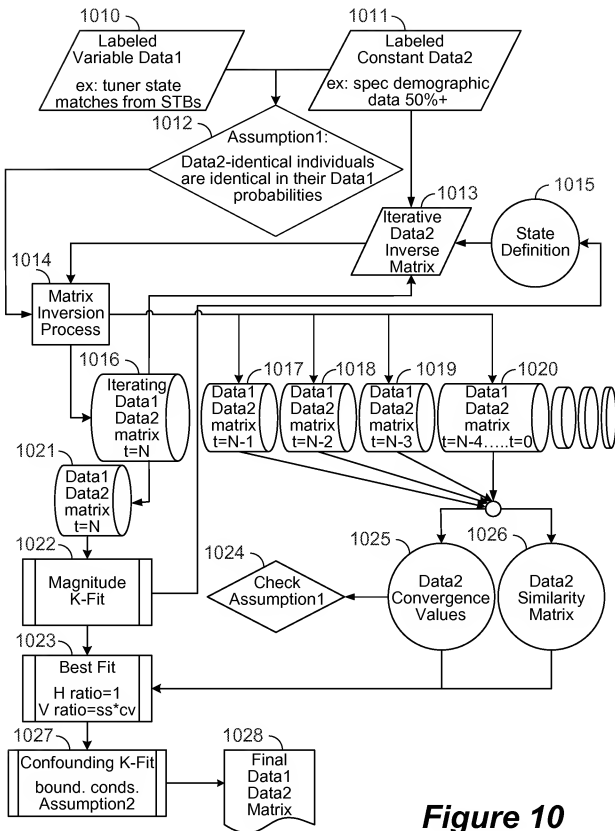 1010
Labeled
Variable Data1
ex: tuner state
matches from STBs
1011
Labeled
Constant Data2
ex: spec demographic
data 50%+
1012
Assumption1:
Data2-identical individuals
are identical in their Data1
probabilities
1013
Iterative
Data2
Inverse
Matrix
1015
State
Definition
1014
Matrix
Inversion
Process
1016
Iterating
Data1
Data2
matrix
t=N
1017
Data1
Data2
matrix
t=N-1
1018
Data1
Data2
matrix
t=N-2
1019
Data1
Data2
matrix
t=N-3
1020
Data1
Data2
matrix
t=N-4…..t=0
1021
Data1
Data2
matrix
t=N
1022
Magnitude
K-Fit
1024
Check
Assumption1
1025
Data2
Convergence
Values
1026
Data2
Similarity
Matrix
1023
Best Fit
H ratio=1
V ratio=ss*cv
1027
Confounding K-Fit
bound. conds.
Assumption2
1028
Final
Data1
Data2
Matrix
Figure 10